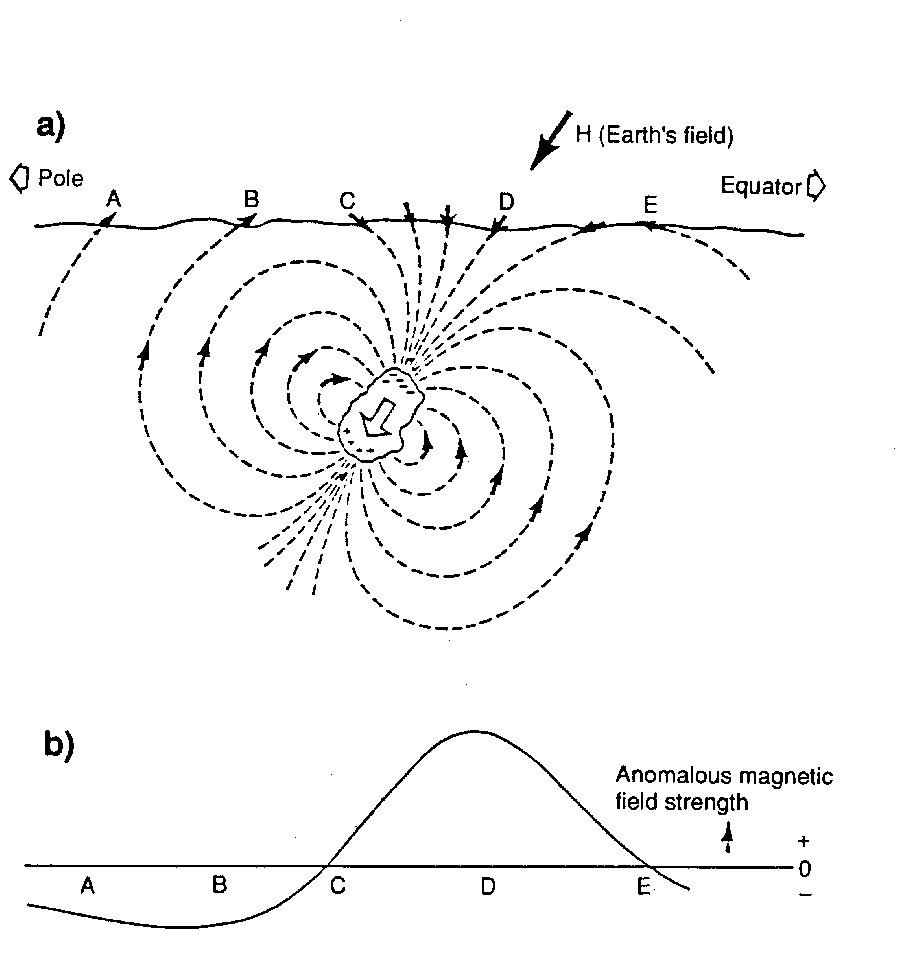 a)
H (Earth's field)
Pole
Equator
A B C D E
b)
Anomalous magnetic
field strength
+
0
–
A B C D E